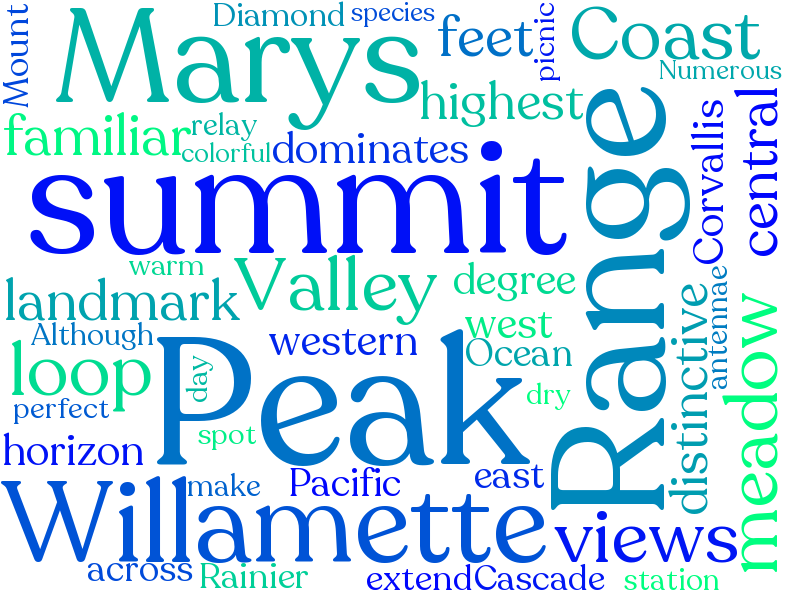 Mount
Marys
Diamond
species
feet
picnic
Coast
Numerous
highest
familiar
relay
colorful
dominates
summit
Range
Corvallis
central
warm
Valley
degree
landmark
Although
western
west
Ocean
distinctive
antennae
meadow
loop
day
Peak
dry
perfect
spot
horizon
make
Pacific
east
Willamette
views
across
Rainier
extend
Cascade
station